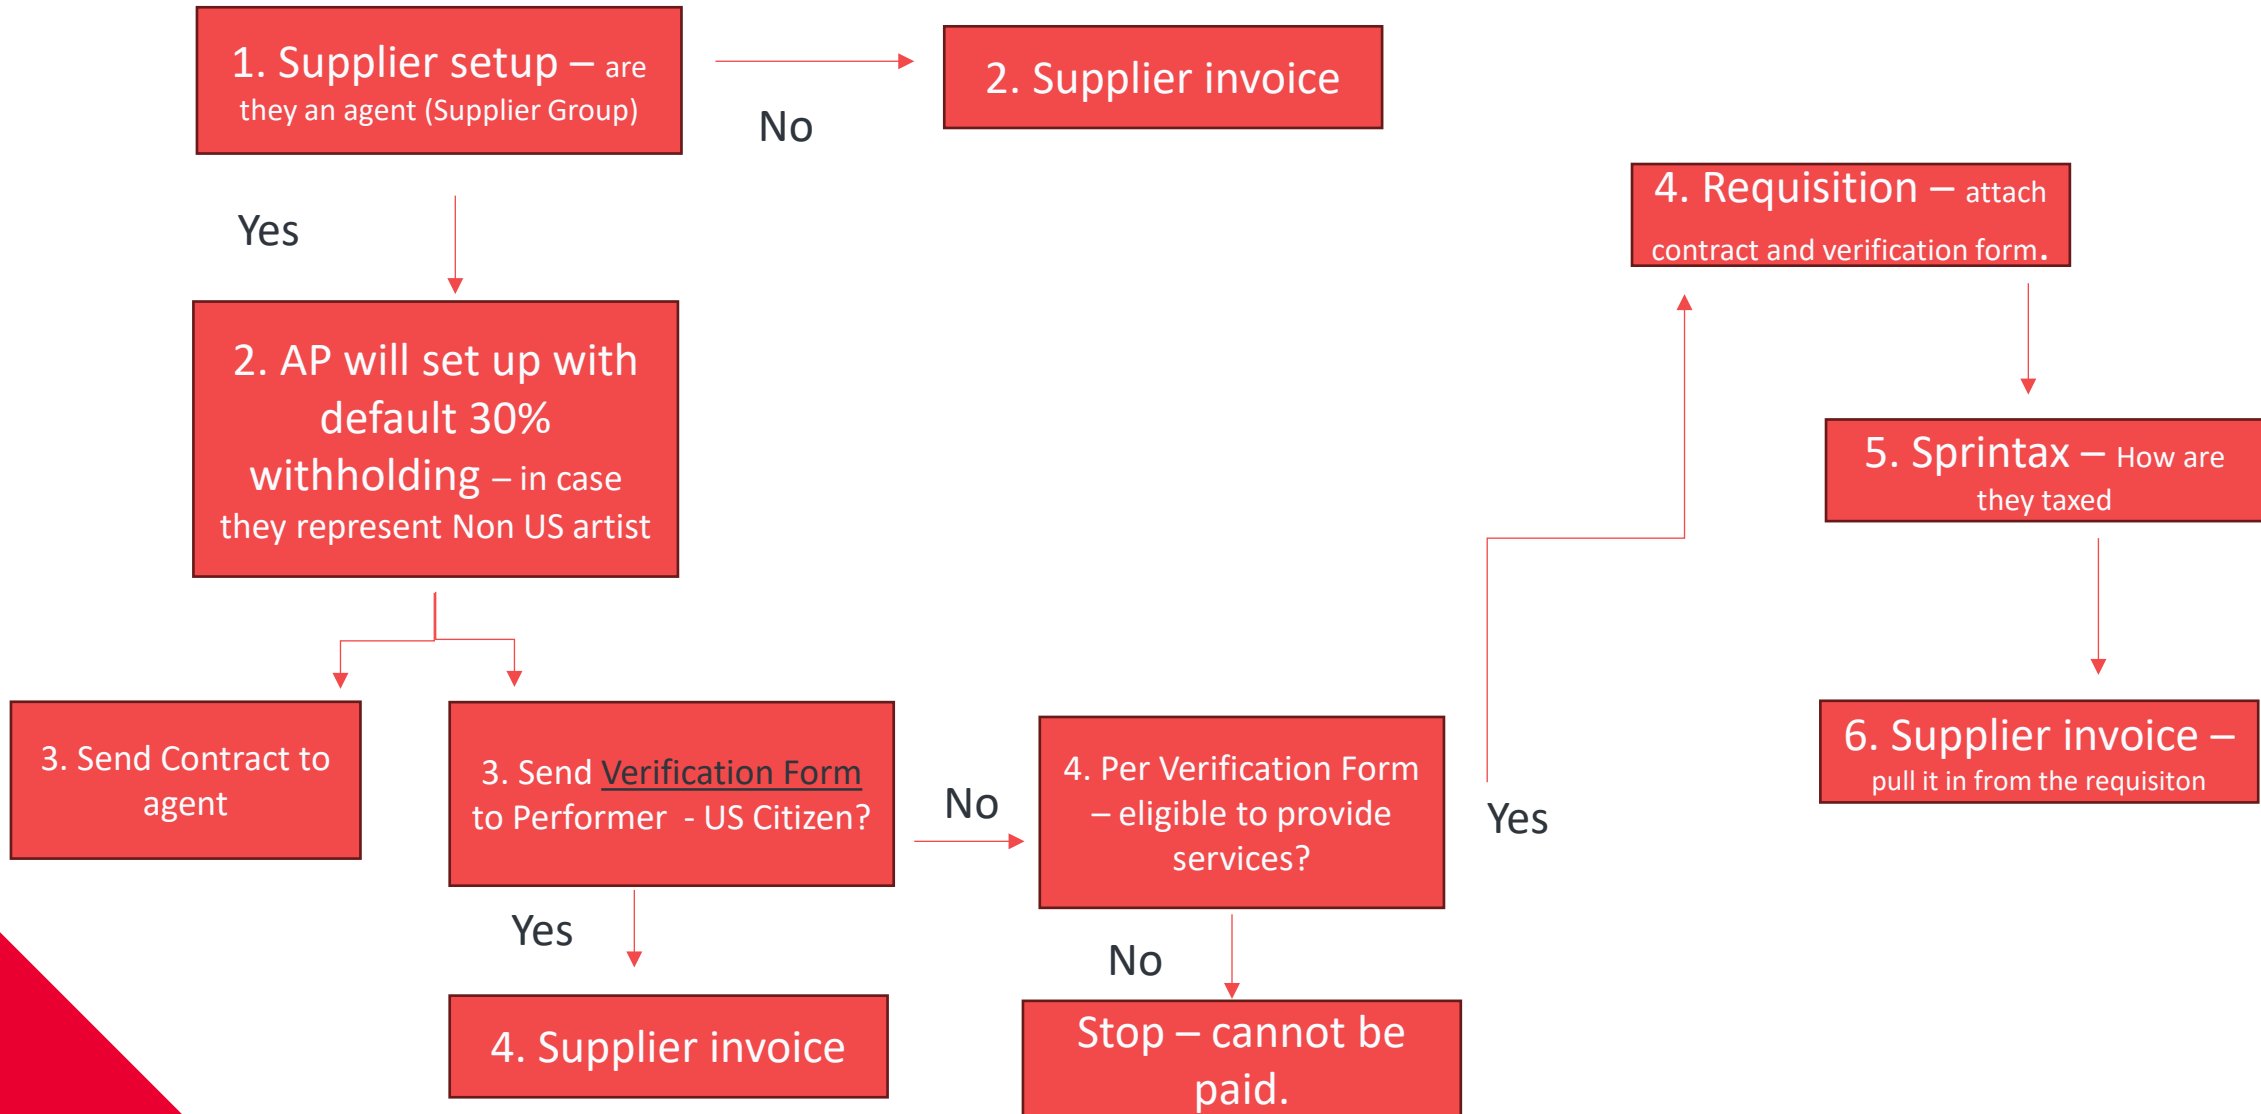 1. Supplier setup – are
they an agent (Supplier Group)
No
2. Supplier invoice
Yes
2. AP will set up with
default 30%
withholding – in case
they represent Non US artist
3. Send Contract to
agent
3. Send Verification Form
to Performer - US Citizen?
Yes
4. Supplier invoice
No
4. Per Verification Form
– eligible to provide
services?
No
Stop – cannot be
paid.
Yes
4. Requisition – attach
contract and verification form.
5. Sprintax – How are
they taxed
6. Supplier invoice –
pull it in from the requisiton